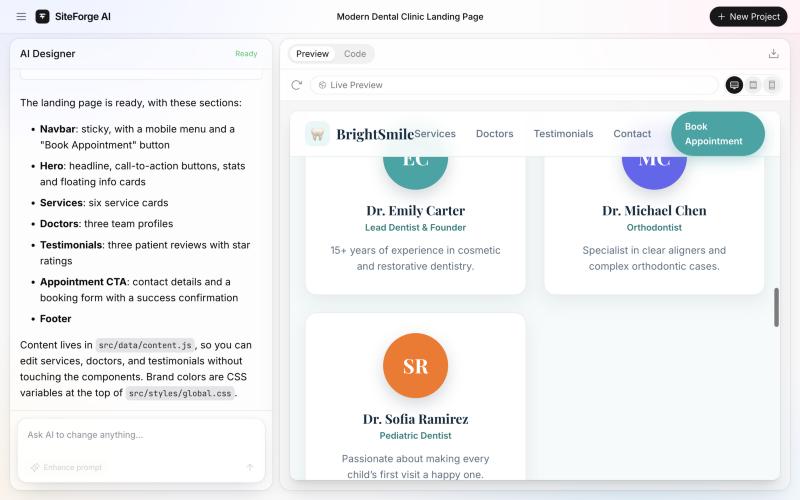 SiteForge AI
Modern Dental Clinic Landing Page
New Project
AI Designer
Ready
The landing page is ready, with these sections:
• Navbar: sticky, with a mobile menu and a
"Book Appointment" button
• Hero: headline, call-to-action buttons, stats
and floating info cards
• Services: six service cards
• Doctors: three team profiles
• Testimonials: three patient reviews with star
ratings
• Appointment CTA: contact details and a
booking form with a success confirmation
• Footer
Content lives in src/data/content.js, so you can
edit services, doctors, and testimonials without
touching the components. Brand colors are CSS
variables at the top of src/styles/global.css.
Ask AI to change anything...
Enhance prompt
Preview
Code
Live Preview
BrightSmile
Services
Doctors
Testimonials
Contact
Book
Appointment
EC
Dr. Emily Carter
Lead Dentist & Founder
15+ years of experience in cosmetic
and restorative dentistry.
MC
Dr. Michael Chen
Orthodontist
Specialist in clear aligners and
complex orthodontic cases.
SR
Dr. Sofia Ramirez
Pediatric Dentist
Passionate about making every
child's first visit a happy one.